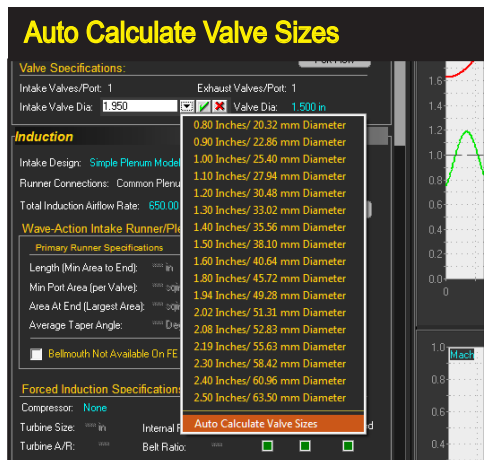 Auto Calculate Valve Sizes
Valve Specifications:
Intake Valves/Port: 1 Exhaust Valves/Port: 1
Intake Valve Dia: 1.950 Valve Dia: 1.500 in
Induction
Intake Design: Simple Plenum Model
Runner Connections: Common Plenu
Total Induction Airflow Rate: 650.00
Wave-Action Intake Runner/Ple
Primary Runner Specifications
Length (Min Area to End): in
Min Port Area (per Valve): sqin
Area At End (Largest Area):
Average Taper Angle: Deg
Bellmouth Not Available On FE
Forced Induction Specifications
Compressor: None
Turbine Size: in Internal
Turbine A/R: Belt Ratio:
0.80 Inches/ 20.32 mm Diameter
0.90 Inches/ 22.86 mm Diameter
1.00 Inches/ 25.40 mm Diameter
1.10 Inches/ 27.94 mm Diameter
1.20 Inches/ 30.48 mm Diameter
1.30 Inches/ 33.02 mm Diameter
1.40 Inches/ 35.56 mm Diameter
1.50 Inches/ 38.10 mm Diameter
1.60 Inches/ 40.64 mm Diameter
1.80 Inches/ 45.72 mm Diameter
1.94 Inches/ 49.28 mm Diameter
2.02 Inches/ 51.31 mm Diameter
2.08 Inches/ 52.83 mm Diameter
2.19 Inches/ 55.63 mm Diameter
2.30 Inches/ 58.42 mm Diameter
2.40 Inches/ 60.96 mm Diameter
2.50 Inches/ 63.50 mm Diameter
Auto Calculate Valve Sizes
1.6
1.4
1.2
1.0
0.8
0.6
0.4
0.2
0.0
0
1.0
Mach
0.8
0.6
0.4